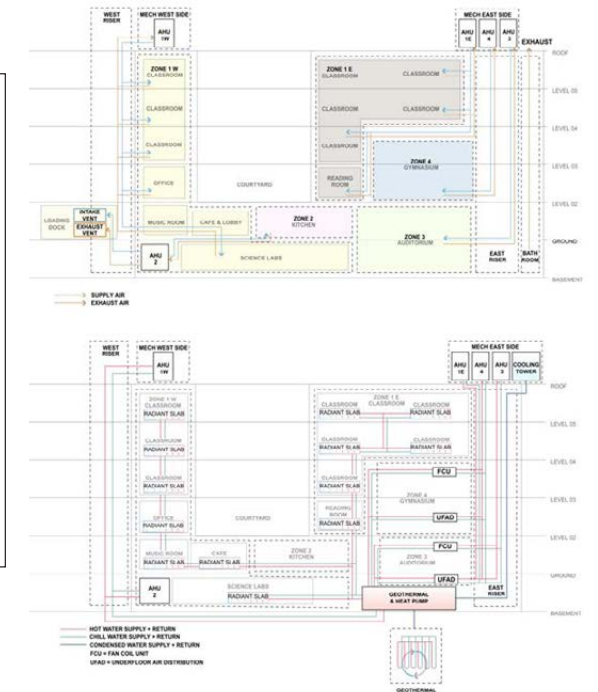 WEST
RISER
MECH WEST SIDE
AHU
1W
MECH EAST SIDE
AHU
1E
AHU
4
AHU
3
EXHAUST
ROOF
ZONE 1 W
CLASSROOM
ZONE 1 E
CLASSROOM
CLASSROOM
LEVEL 05
CLASSROOM
CLASSROOM
CLASSROOM
LEVEL 04
CLASSROOM
CLASSROOM
ZONE 4
GYMNASIUM
LEVEL 03
OFFICE
COURTYARD
READING
ROOM
LEVEL 02
LOADING
DOCK
INTAKE
VENT
EXHAUST
VENT
MUSIC ROOM
CAFE & LOBBY
ZONE 2
KITCHEN
ZONE 3
AUDITORIUM
GROUND
AHU
2
SCIENCE LABS
EAST
RISER
BATH
ROOM
BASEMENT
SUPPLY AIR
EXHAUST AIR
WEST
RISER
MECH WEST SIDE
AHU
1W
MECH EAST SIDE
AHU
1E
AHU
4
AHU
3
COOLING
TOWER
ROOF
ZONE 1 W
CLASSROOM
RADIANT SLAB
CLASSROOM
RADIANT SLAB
ZONE 1 E
CLASSROOM
CLASSROOM
RADIANT SLAB
LEVEL 05
CLASSROOM
RADIANT SLAB
CLASSROOM
RADIANT SLAB
CLASSROOM
RADIANT SLAB
LEVEL 04
CLASSROOM
RADIANT SLAB
CLASSROOM
RADIANT SLAB
FCU
ZONE 4
GYMNASIUM
LEVEL 03
OFFICE
RADIANT SLAB
COURTYARD
READING
ROOM
RADIANT SLAB
UFAD
LEVEL 02
MUSIC ROOM
RADIANT SLAB
CAFE
RADIANT SLAB
ZONE 2
KITCHEN
FCU
ZONE 3
AUDITORIUM
UFAD
GROUND
AHU
2
SCIENCE LABS
RADIANT SLAB
GEOTHERMAL
& HEAT PUMP
EAST
RISER
BASEMENT
HOT WATER SUPPLY + RETURN
CHILL WATER SUPPLY + RETURN
CONDENSED WATER SUPPLY + RETURN
FCU = FAN COIL UNIT
UFAD = UNDERFLOOR AIR DISTRIBUTION
GEOTHERMAL